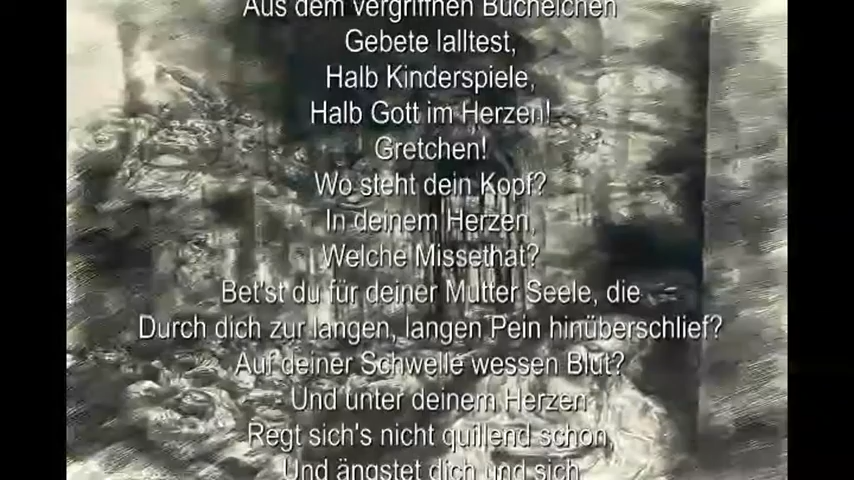 Aus dem vergriffnen Büchelchen
Gebete lalltest,
Halb Kinderspiele,
Halb Gott im Herzen!
Gretchen!
Wo steht dein Kopf?
In deinem Herzen,
Welche Missethat?
Bet'st du für deiner Mutter Seele, die
Durch dich zur langen, langen Pein hinüberschlief?
Auf deiner Schwelle wessen Blut?
Und unter deinem Herzen
Regt sich's nicht quillend schon,
Und ängstet dich und sich